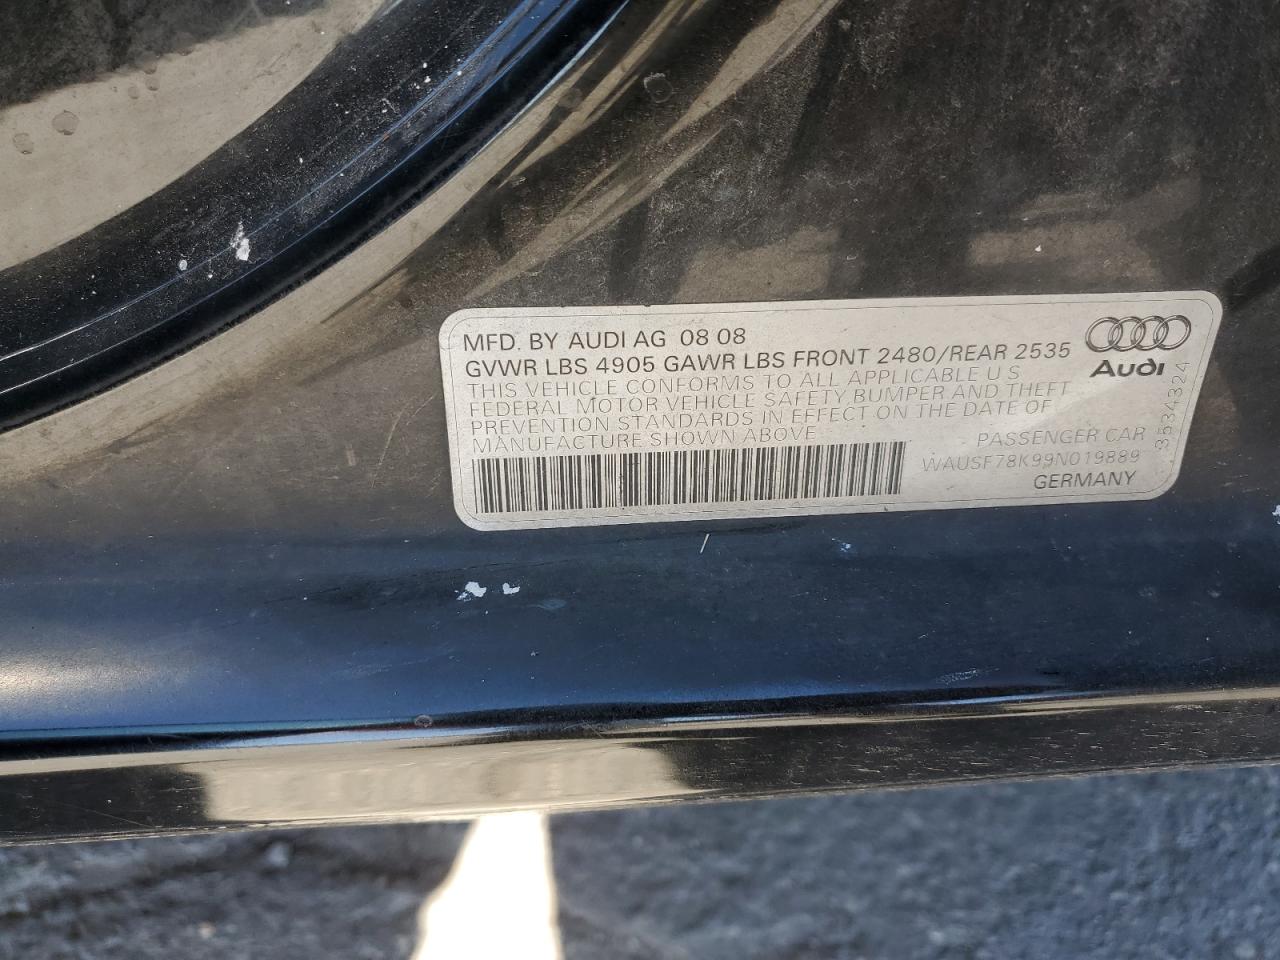 MFD. BY AUDI AG 08 08
GVWR LBS 4905 GAWR LBS FRONT 2480/REAR 2535
THIS VEHICLE CONFORMS TO ALL APPLICABLE U S
FEDERAL MOTOR VEHICLE SAFETY, BUMPER AND THEFT
PREVENTION STANDARDS IN EFFECT ON THE DATE OF
MANUFACTURE SHOWN ABOVE
PASSENGER CAR
WAUSF78K99N019889
GERMANY
Audi
3534324